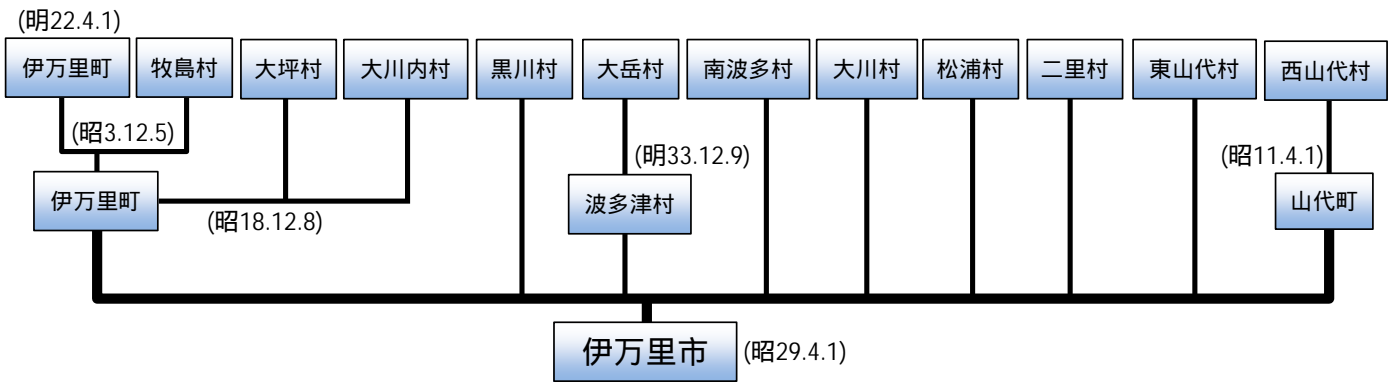 (明22.4.1)
伊万里町 牧島村 大坪村 大川内村 黒川村 大岳村 南波多村 大川村 松浦村 二里村 東山代村 西山代村
(昭3.12.5)
(明33.12.9)
(昭11.4.1)
伊万里町 波多津村 山代町
(昭18.12.8)
伊万里市 (昭29.4.1)